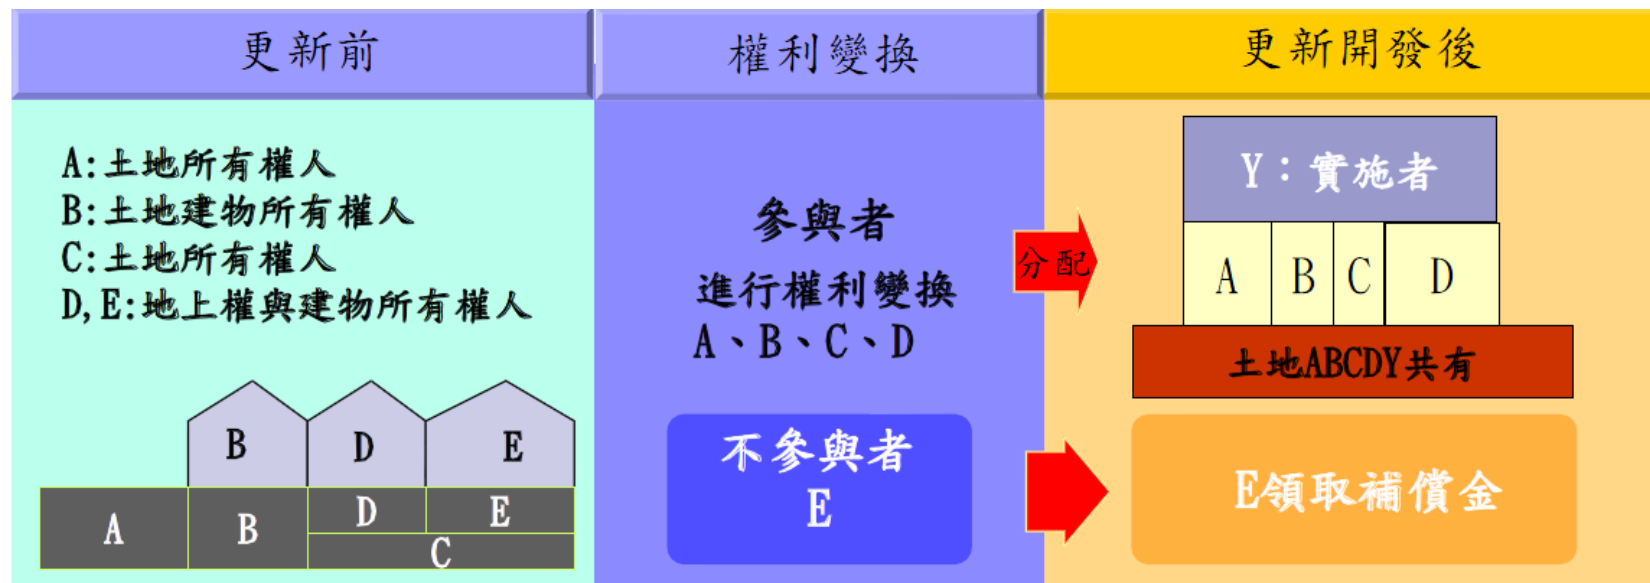 更新前
A:土地所有權人
B:土地建物所有權人
C:土地所有權人
D,E:地上權與建物所有權人
B
D
E
A
B
D
E
C
權利變換
參與者
進行權利變換
A、B、C、D
不參與者
E
分配
更新開發後
Y：實施者
A
B
C
D
土地ABCDY共有
E領取補償金